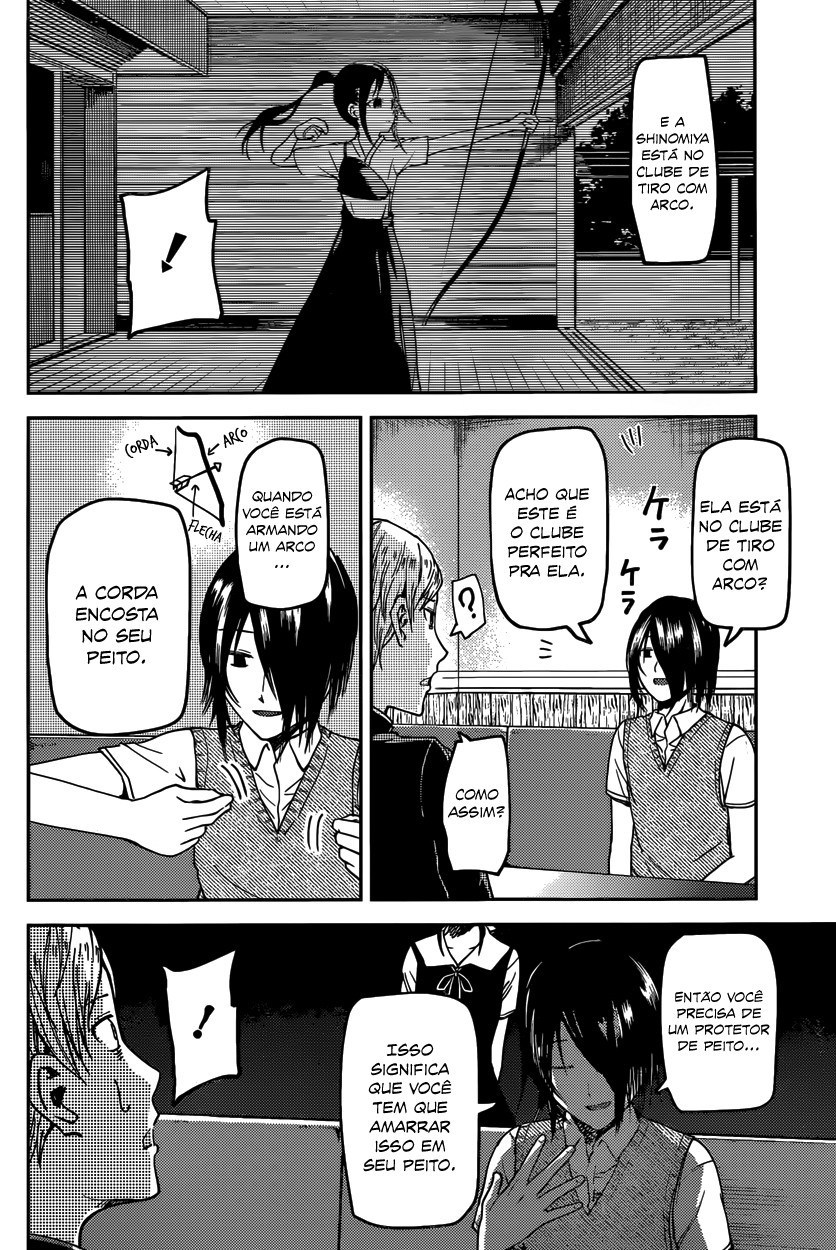 E A
SHINOMIYA
ESTÁ NO
CLUBE DE
TIRO COM
ARCO.
!
ELA ESTÁ
NO CLUBE
DE TIRO
COM
ARCO?
ケラ
ケラ
ACHO QUE
ESTE É
O CLUBE
PERFEITO
PRA ELA.
?
COMO
ASSIM?
QUANDO
VOCÊ ESTÁ
ARMANDO
UM ARCO
...
CORDA
ARCO
FLECHA
A CORDA
ENCOSTA
NO SEU
PEITO.
ENTÃO VOCÊ
PRECISA DE
UM PROTETOR
DE PEITO...
ISSO
SIGNIFICA
QUE VOCÊ
TEM QUE
AMARRAR
ISSO EM
SEU PEITO.
!